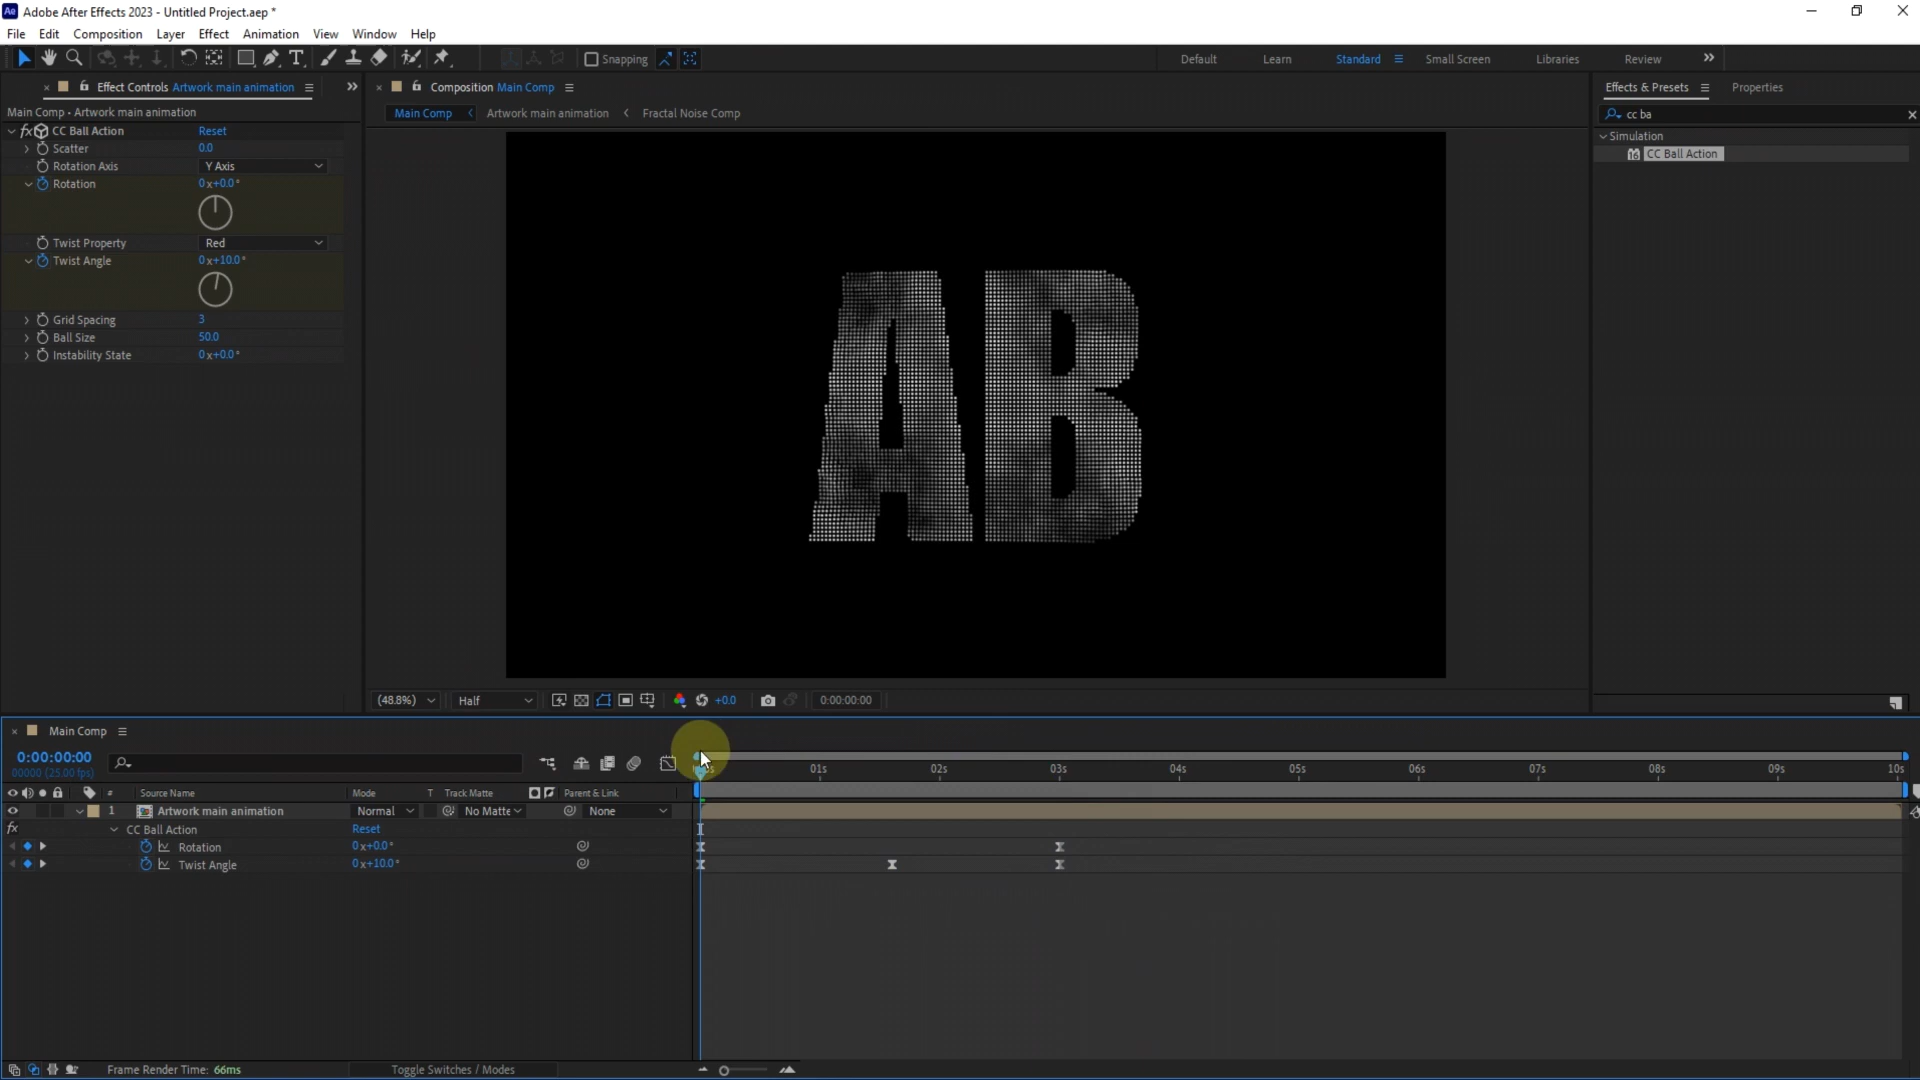 Ae Adobe After Effects 2023 - Untitled Project.aep *
File Edit Composition Layer Effect Animation View Window Help
Snapping
Default Learn Standard Small Screen Libraries Review
Effect Controls Artwork main animation
Main Comp • Artwork main animation
fx CC Ball Action Reset
Scatter 0.0
Rotation Axis Y Axis
Rotation 0x+0.0°
Twist Property Red
Twist Angle 0x+10.0°
Grid Spacing 3
Ball Size 50.0
Instability State 0x+0.0°
Composition Main Comp
Main Comp Artwork main animation Fractal Noise Comp
AB
(48.8%) Half +0.0 0:00:00:00
Effects & Presets Properties
cc ba
Simulation
16 CC Ball Action
Main Comp
0:00:00:00
00000 (25.00 fps)
01s 02s 03s 04s 05s 06s 07s 08s 09s 10s
# Source Name Mode T Track Matte Parent & Link
1 Artwork main animation Normal No Matte None
fx CC Ball Action Reset
Rotation 0x+0.0°
Twist Angle 0x+10.0°
Frame Render Time: 66ms Toggle Switches / Modes